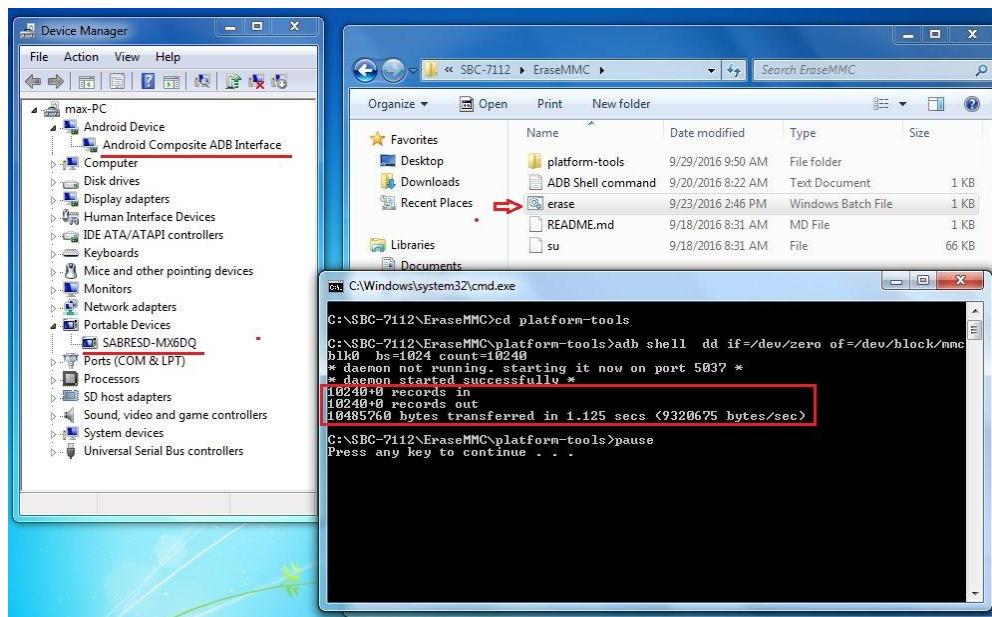 Device Manager
File Action View Help
max-PC
Android Device
Android Composite ADB Interface
Computer
Disk drives
Display adapters
Human Interface Devices
IDE ATA/ATAPI controllers
Keyboards
Mice and other pointing devices
Monitors
Network adapters
Portable Devices
SABRESD-MX6DQ
Ports (COM & LPT)
Processors
SD host adapters
Sound, video and game controllers
System devices
Universal Serial Bus controllers
« SBC-7112 EraseMMC Search EraseMMC
Organize Open Print New folder
Favorites
Desktop
Downloads
Recent Places
Libraries
Documents
Name Date modified Type Size
platform-tools 9/29/2016 9:50 AM File folder
ADB Shell command 9/20/2016 8:22 AM Text Document 1 KB
erase 9/23/2016 2:46 PM Windows Batch File 1 KB
README.md 9/18/2016 8:31 AM MD File 1 KB
su 9/18/2016 8:31 AM File 66 KB
C:\Windows\system32\cmd.exe
C:\SBC-7112\EraseMMC>cd platform-tools
C:\SBC-7112\EraseMMC\platform-tools>adb shell  dd if=/dev/zero of=/dev/block/mmc
blk0  bs=1024 count=10240
* daemon not running. starting it now on port 5037 *
* daemon started successfully *
10240+0 records in
10240+0 records out
10485760 bytes transferred in 1.125 secs (9320675 bytes/sec)
C:\SBC-7112\EraseMMC\platform-tools>pause
Press any key to continue . . .